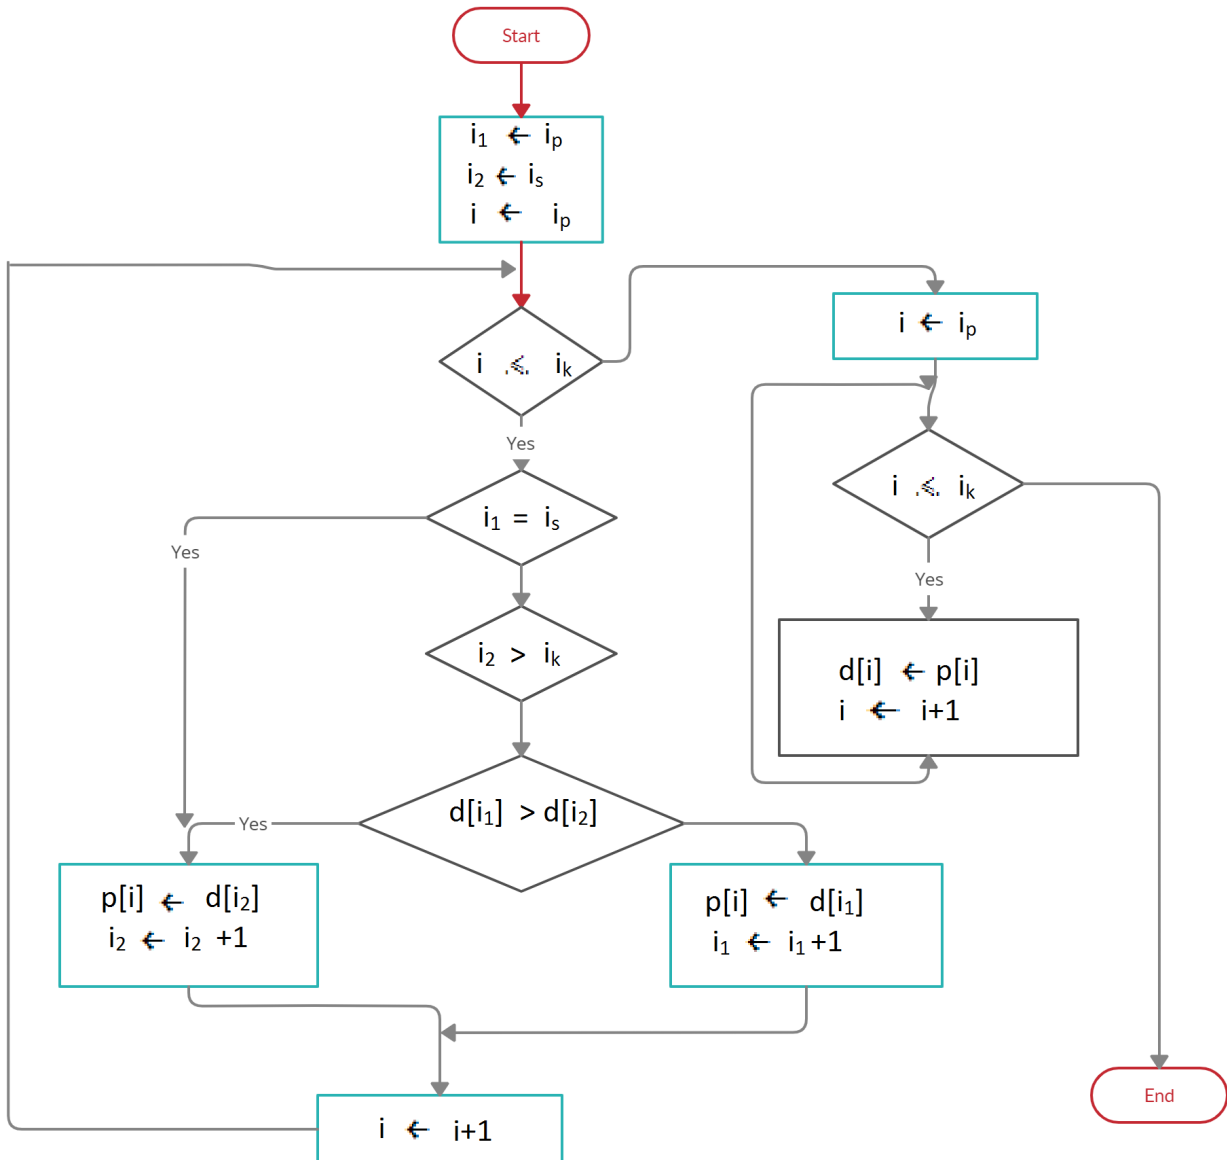 Start
i₁ ← iₚ
i₂ ← iₛ
i ← iₚ
i ≤ iₖ
Yes
i₁ = iₛ
Yes
i₂ > iₖ
d[i₁] > d[i₂]
Yes
p[i] ← d[i₂]
i₂ ← i₂ +1
p[i] ← d[i₁]
i₁ ← i₁+1
i ← i+1
i ← iₚ
i ≤ iₖ
Yes
d[i] ← p[i]
i ← i+1
End